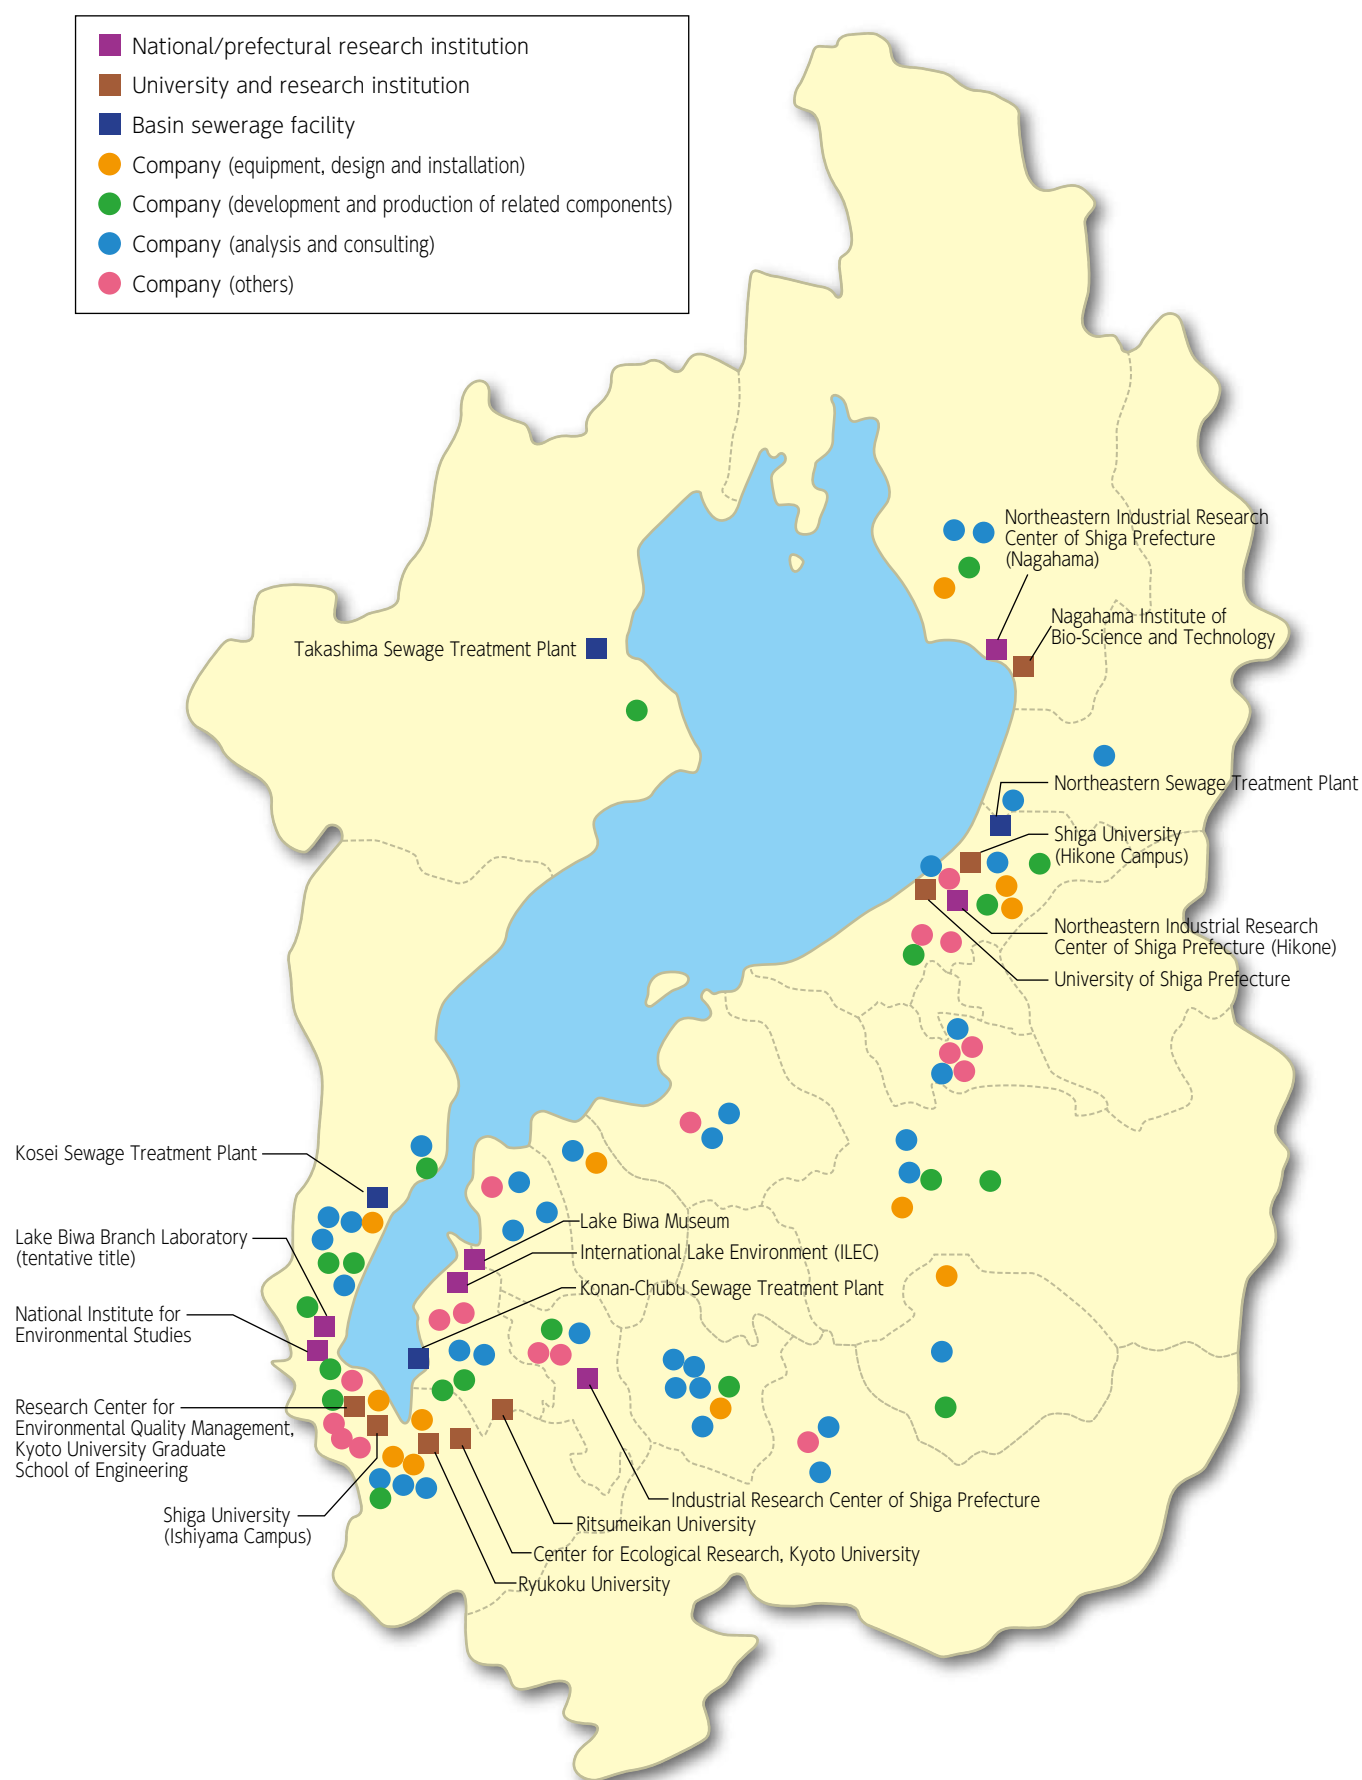 National/prefectural research institution
University and research institution
Basin sewerage facility
Company (equipment, design and installation)
Company (development and production of related components)
Company (analysis and consulting)
Company (others)
Northeastern Industrial Research
Center of Shiga Prefecture
(Nagahama)
Nagahama Institute of
Bio-Science and Technology
Takashima Sewage Treatment Plant
Northeastern Sewage Treatment Plant
Shiga University
(Hikone Campus)
Northeastern Industrial Research
Center of Shiga Prefecture (Hikone)
University of Shiga Prefecture
Kosei Sewage Treatment Plant
Lake Biwa Branch Laboratory
(tentative title)
National Institute for
Environmental Studies
Research Center for
Environmental Quality Management,
Kyoto University Graduate
School of Engineering
Shiga University
(Ishiyama Campus)
Lake Biwa Museum
International Lake Environment (ILEC)
Konan-Chubu Sewage Treatment Plant
Industrial Research Center of Shiga Prefecture
Ritsumeikan University
Center for Ecological Research, Kyoto University
Ryukoku University